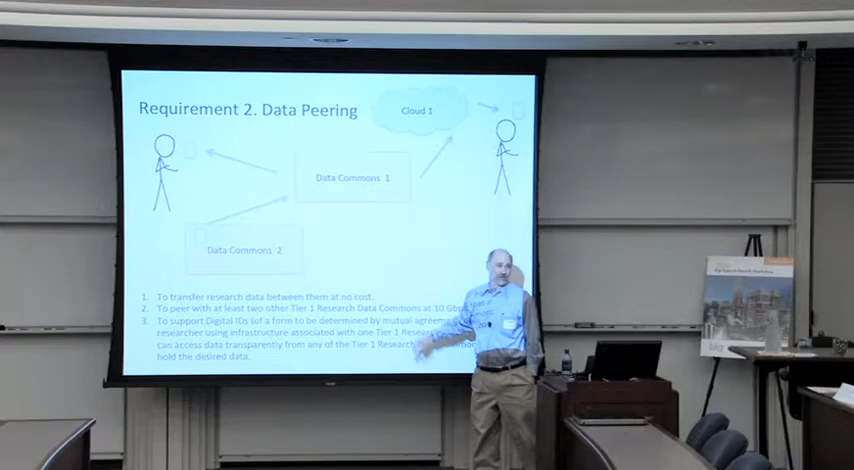 Requirement 2. Data Peering
Cloud 1
Data Commons 1
Data Commons 2
1. To transfer research data between them at no cost.
2. To peer with at least two other Tier 1 Research Data Commons at 10 Gbps
3. To support Digital IDs (of a form to be determined by mutual agreement
researcher using infrastructure associated with one Tier 1 Research
can access data transparently from any of the Tier 1 Research
hold the desired data.